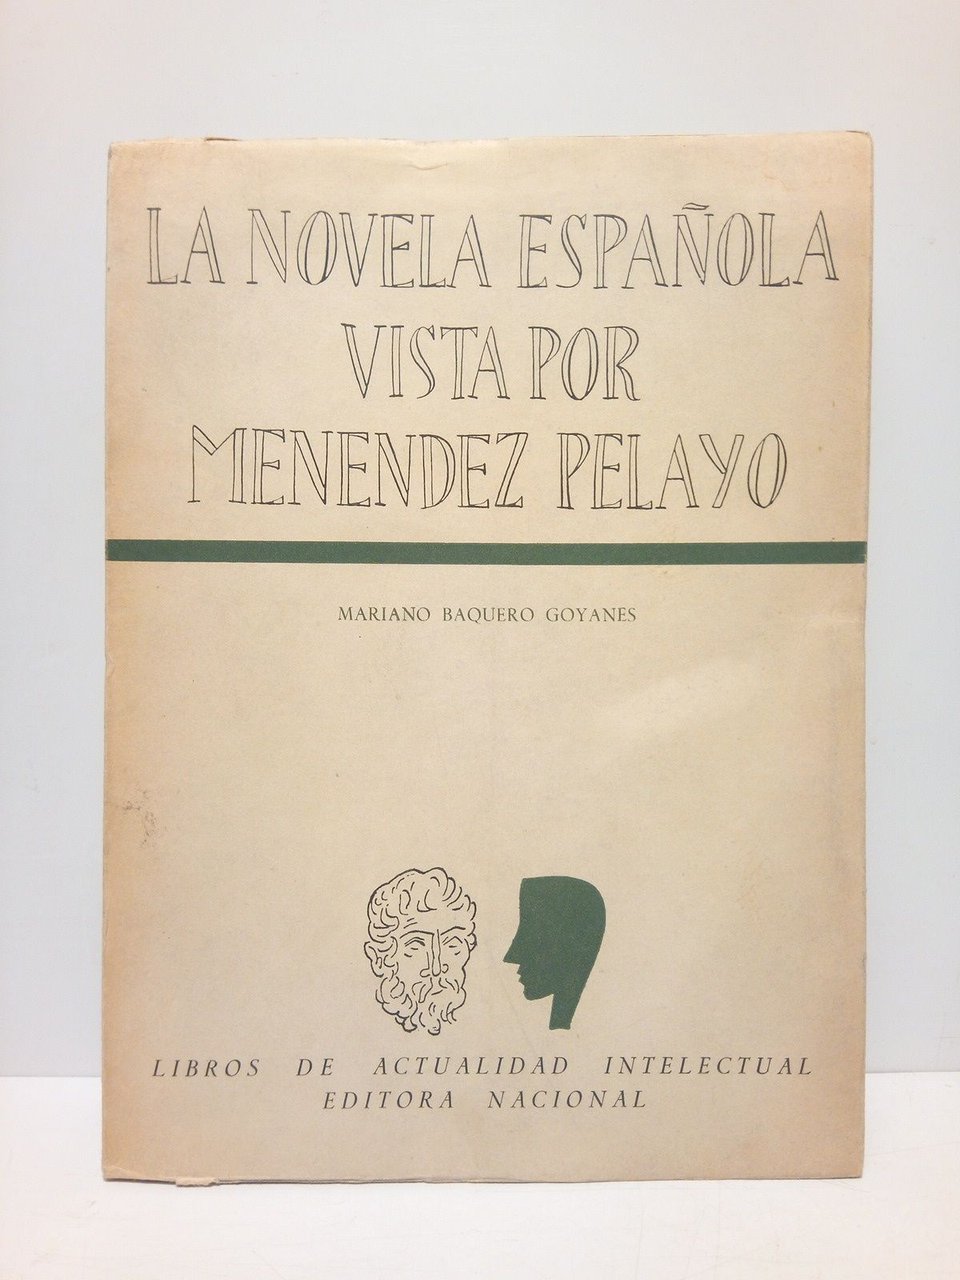 LA NOVELA ESPAÑOLA
VISTA POR
MENENDEZ PELAYO
MARIANO BAQUERO GOYANES
LIBROS DE ACTUALIDAD INTELECTUAL
EDITORA NACIONAL